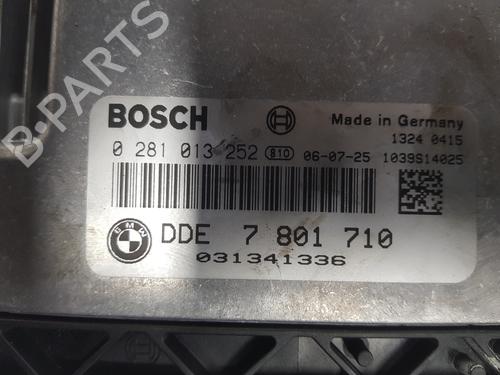 B-PARTS
BOSCH
Made in Germany
1324 0415
0 281 013 252 810 06-07-25 1039S14025
BMW DDE 7 801 710
031341336